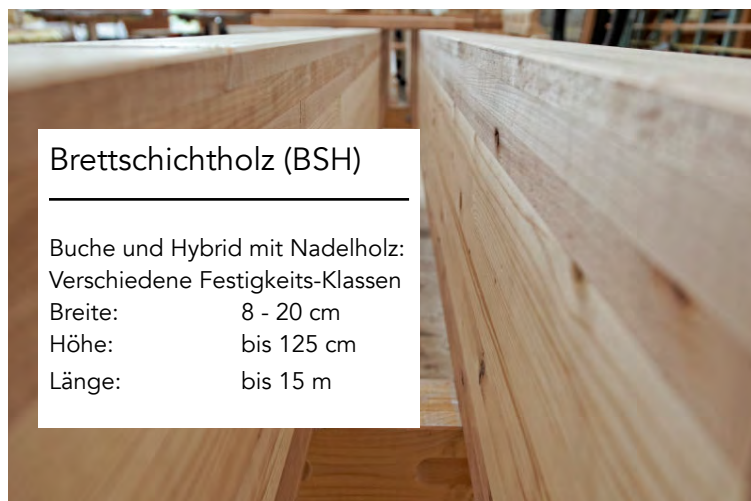 Brettschichtholz (BSH)
Buche und Hybrid mit Nadelholz:
Verschiedene Festigkeits-Klassen
Breite: 8 - 20 cm
Höhe: bis 125 cm
Länge: bis 15 m